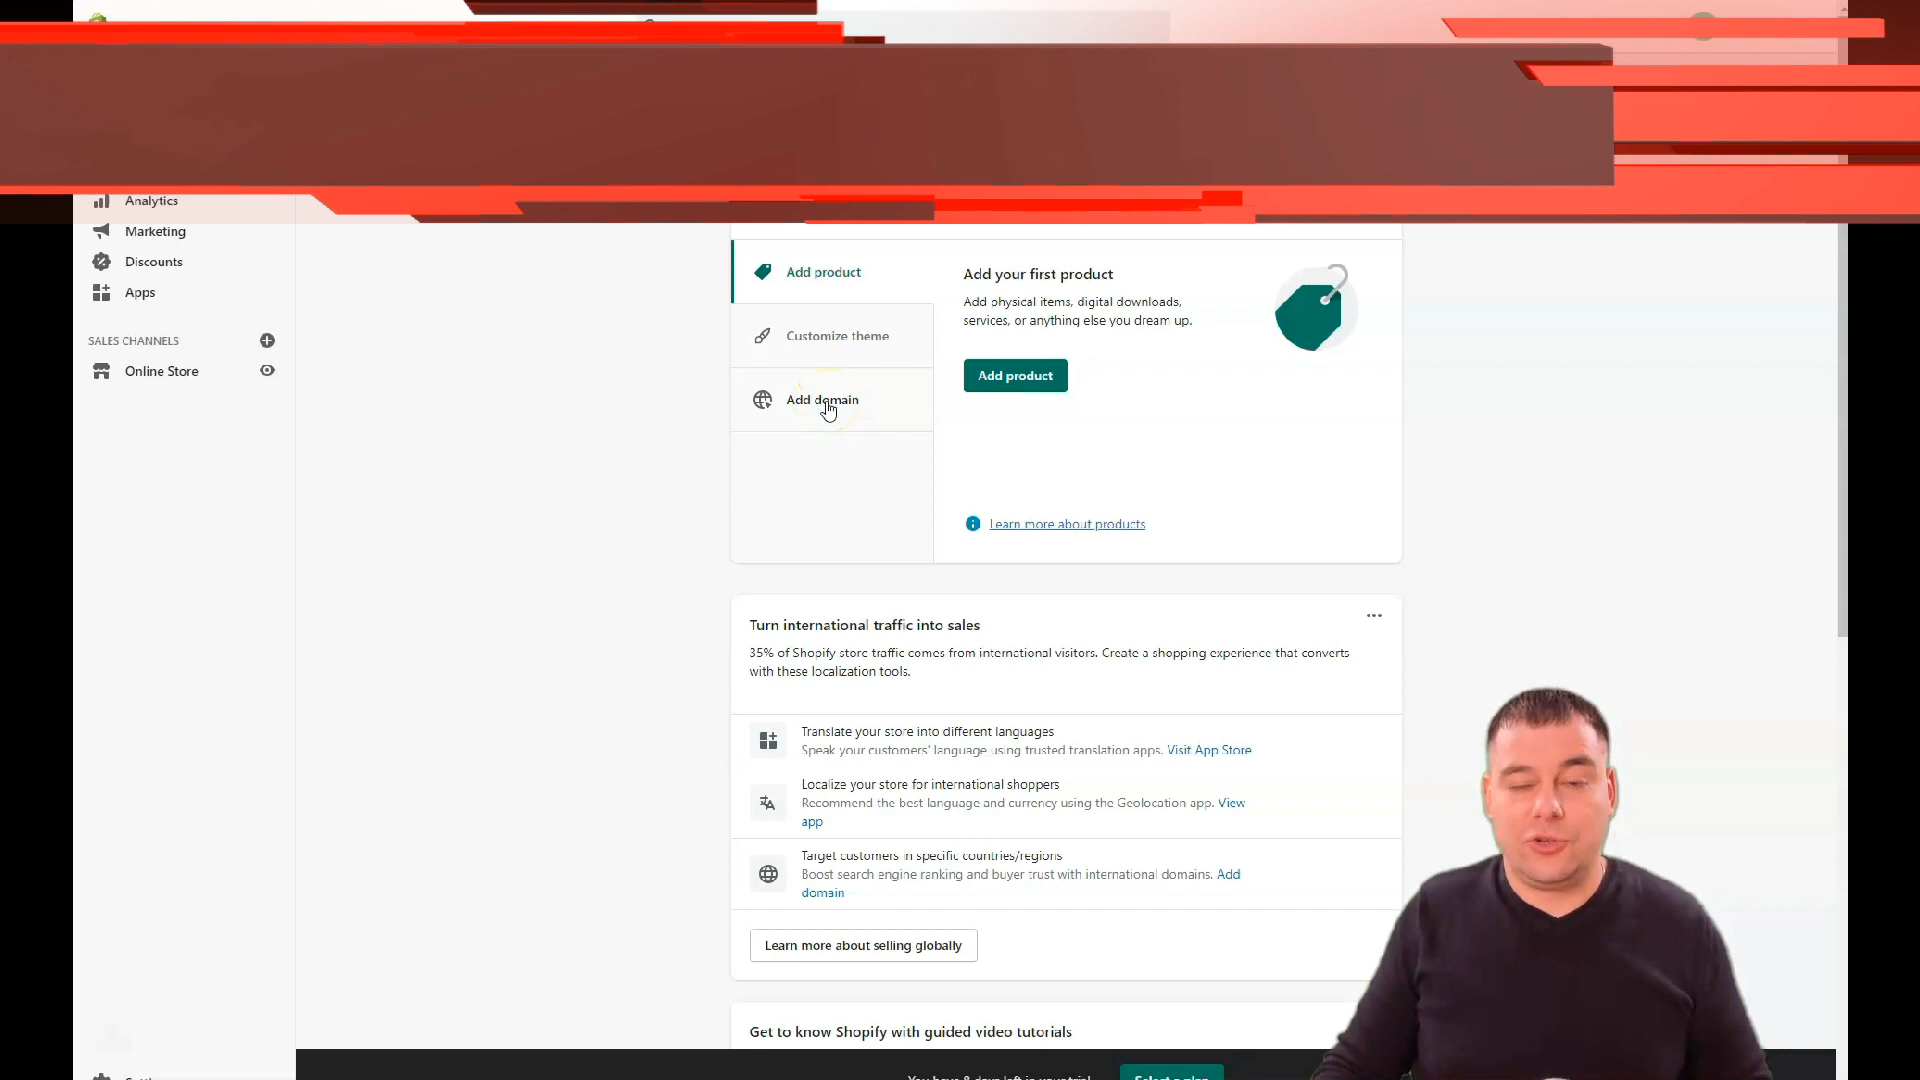 Analytics
Marketing
Discounts
Apps
SALES CHANNELS
Online Store
Add product
Customize theme
Add domain
Add your first product
Add physical items, digital downloads,
services, or anything else you dream up.
Add product
Learn more about products
Turn international traffic into sales
35% of Shopify store traffic comes from international visitors. Create a shopping experience that converts
with these localization tools.
Translate your store into different languages
Speak your customers' language using trusted translation apps. Visit App Store
Localize your store for international shoppers
Recommend the best language and currency using the Geolocation app. View
app
Target customers in specific countries/regions
Boost search engine ranking and buyer trust with international domains. Add
domain
Learn more about selling globally
Get to know Shopify with guided video tutorials